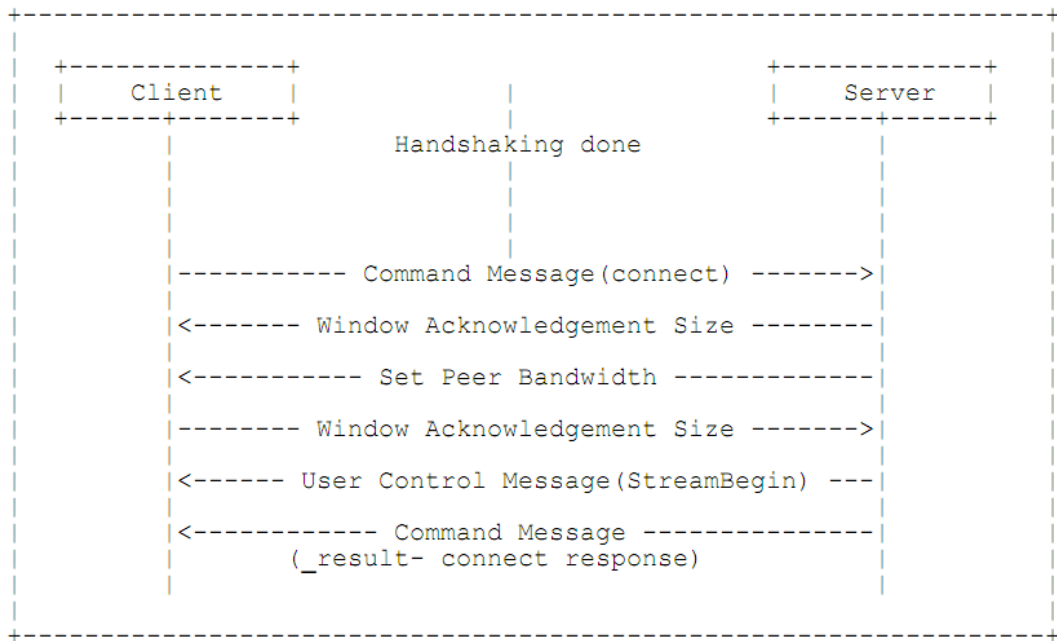 Client Server
Handshaking done
----------- Command Message(connect) ------->
<------- Window Acknowledgement Size --------
<----------- Set Peer Bandwidth -------------
-------- Window Acknowledgement Size ------->
<------ User Control Message(StreamBegin) ---
<------------ Command Message ---------------
(_result- connect response)